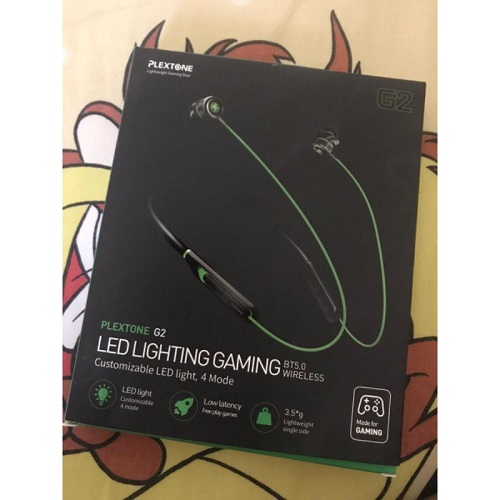 PLEXTONE
Lightweight Gaming Gear
G2
PLEXTONE G2
LED LIGHTING GAMING BT5.0 WIRELESS
Customizable LED light, 4 Mode
LED light
Customizable
4 mode
Low latency
free play games
3.5*g
Lightweight
single side
Made for
GAMING